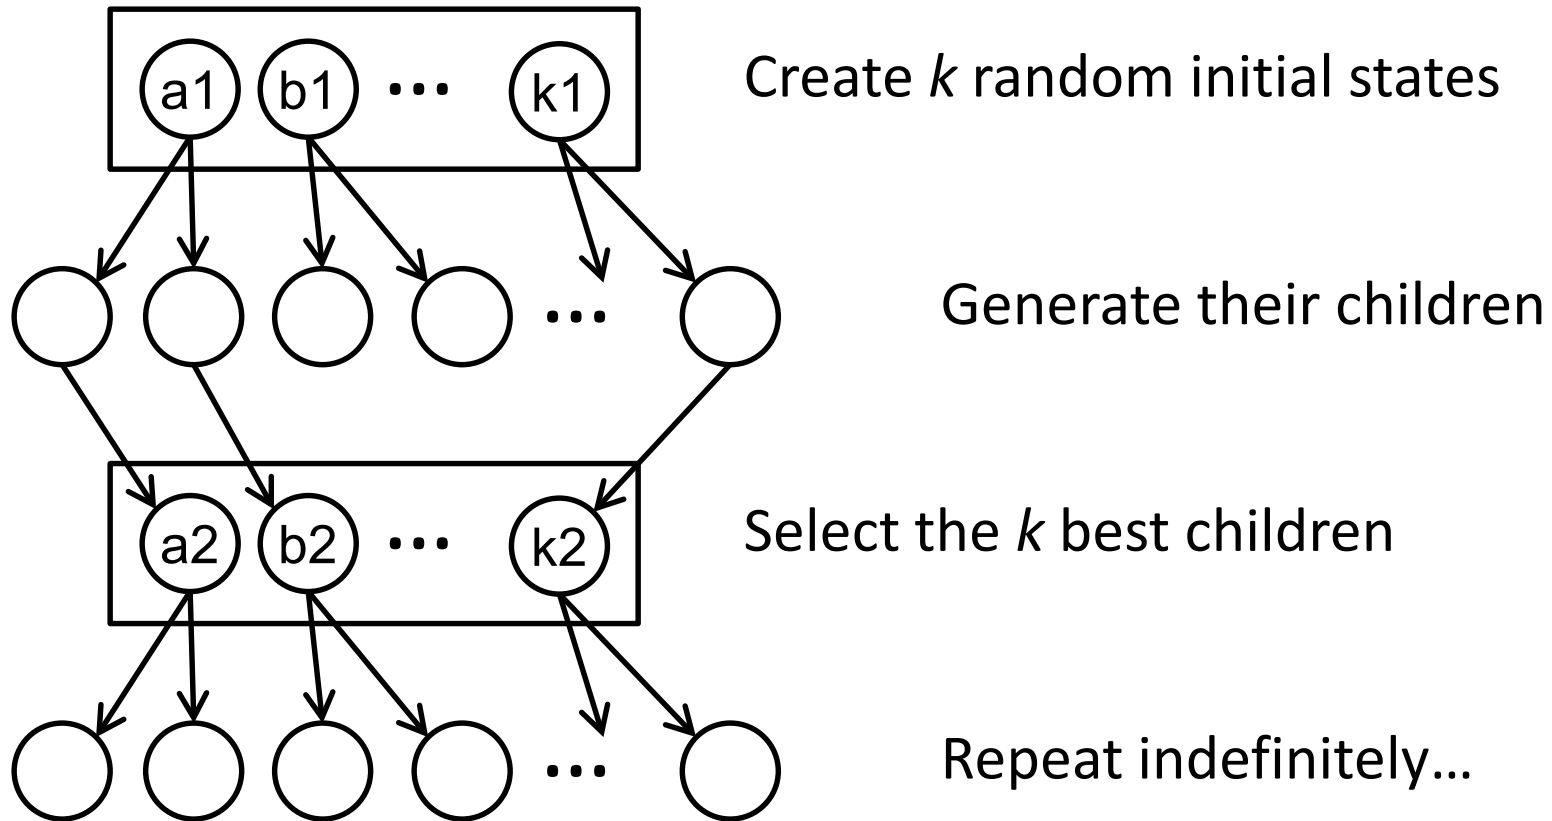 a1 b1 ... k1 Create k random initial states
... Generate their children
a2 b2 ... k2 Select the k best children
... Repeat indefinitely...